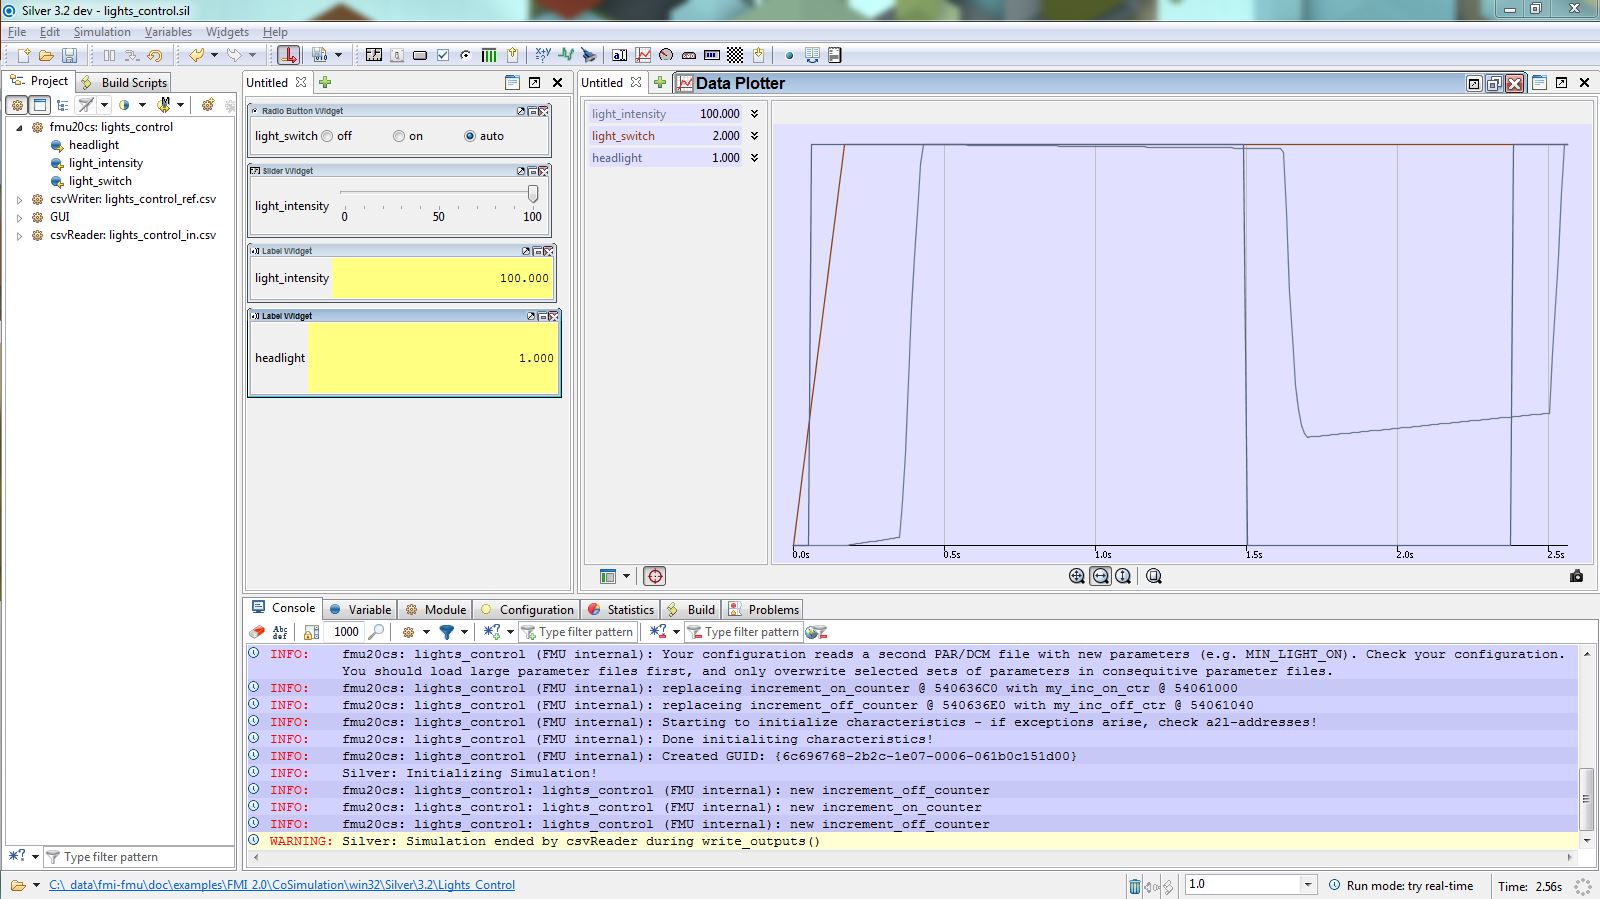 Silver 3.2 dev - lights_control.sil
File Edit Simulation Variables Widgets Help
Project Build Scripts
fmu20cs: lights_control
headlight
light_intensity
light_switch
csvWriter: lights_control_ref.csv
GUI
csvReader: lights_control_in.csv
Type filter pattern
Untitled
Radio Button Widget
light_switch off on auto
Slider Widget
light_intensity
0 50 100
Label Widget
light_intensity 100.000
Label Widget
headlight 1.000
Untitled Data Plotter
light_intensity 100.000
light_switch 2.000
headlight 1.000
0.0s 0.5s 1.0s 1.5s 2.0s 2.5s
Console Variable Module Configuration Statistics Build Problems
Abc def 1000 Type filter pattern Type filter pattern
INFO: fmu20cs: lights_control (FMU internal): Your configuration reads a second PAR/DCM file with new parameters (e.g. MIN_LIGHT_ON). Check your configuration.
You should load large parameter files first, and only overwrite selected sets of parameters in consequitive parameter files.
INFO: fmu20cs: lights_control (FMU internal): replaceing increment_on_counter @ 540636C0 with my_inc_on_ctr @ 54061000
INFO: fmu20cs: lights_control (FMU internal): replaceing increment_off_counter @ 540636E0 with my_inc_off_ctr @ 54061040
INFO: fmu20cs: lights_control (FMU internal): Starting to initialize characteristics - if exceptions arise, check a2l-addresses!
INFO: fmu20cs: lights_control (FMU internal): Done initialiting characteristics!
INFO: fmu20cs: lights_control (FMU internal): Created GUID: {6c696768-2b2c-1e07-0006-061b0c151d00}
INFO: Silver: Initializing Simulation!
INFO: fmu20cs: lights_control: lights_control (FMU internal): new increment_off_counter
INFO: fmu20cs: lights_control: lights_control (FMU internal): new increment_on_counter
INFO: fmu20cs: lights_control: lights_control (FMU internal): new increment_off_counter
WARNING: Silver: Simulation ended by csvReader during write_outputs()
C:\_data\fmi-fmu\doc\examples\FMI_2.0\CoSimulation\win32\Silver\3.2\Lights_Control
1.0 Run mode: try real-time Time: 2.56s